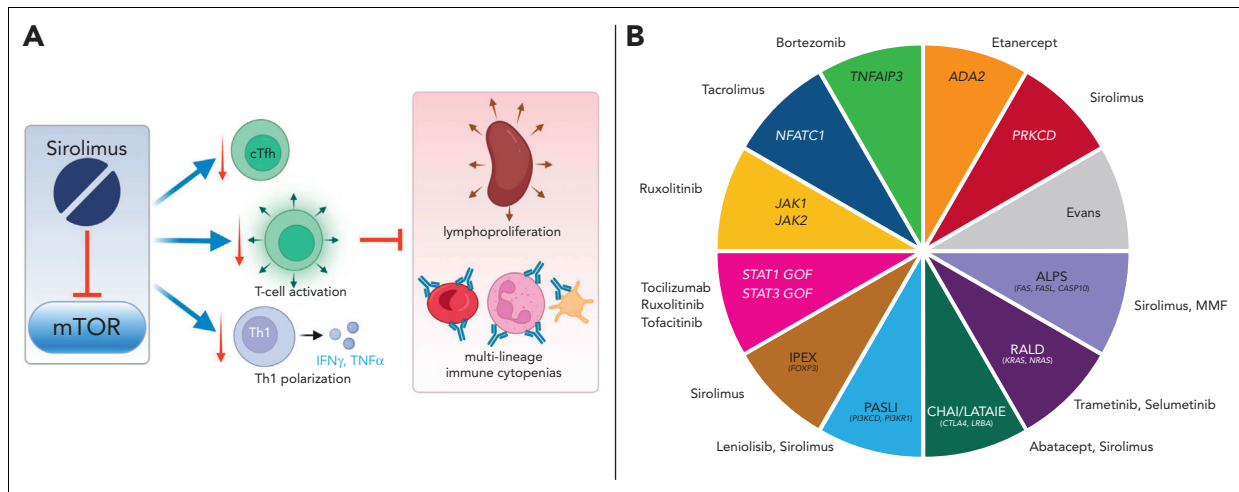 A
Sirolimus
mTOR
cTfh
T-cell activation
Th1
IFNγ, TNFα
Th1 polarization
lymphoproliferation
multi-lineage
immune cytopenias
B
Bortezomib
Etanercept
Tacrolimus
Sirolimus
Ruxolitinib
Tocilizumab
Ruxolitinib
Tofacitinib
Sirolimus, MMF
Sirolimus
Trametinib, Selumetinib
Leniolisib, Sirolimus
Abatacept, Sirolimus
TNFAIP3
ADA2
NFATC1
PRKCD
JAK1
JAK2
Evans
STAT1 GOF
STAT3 GOF
ALPS
(FAS, FASL, CASP10)
IPEX
(FOXP3)
RALD
(KRAS, NRAS)
PASLI
(PI3KCD, PI3KR1)
CHAI/LATAIE
(CTLA4, LRBA)